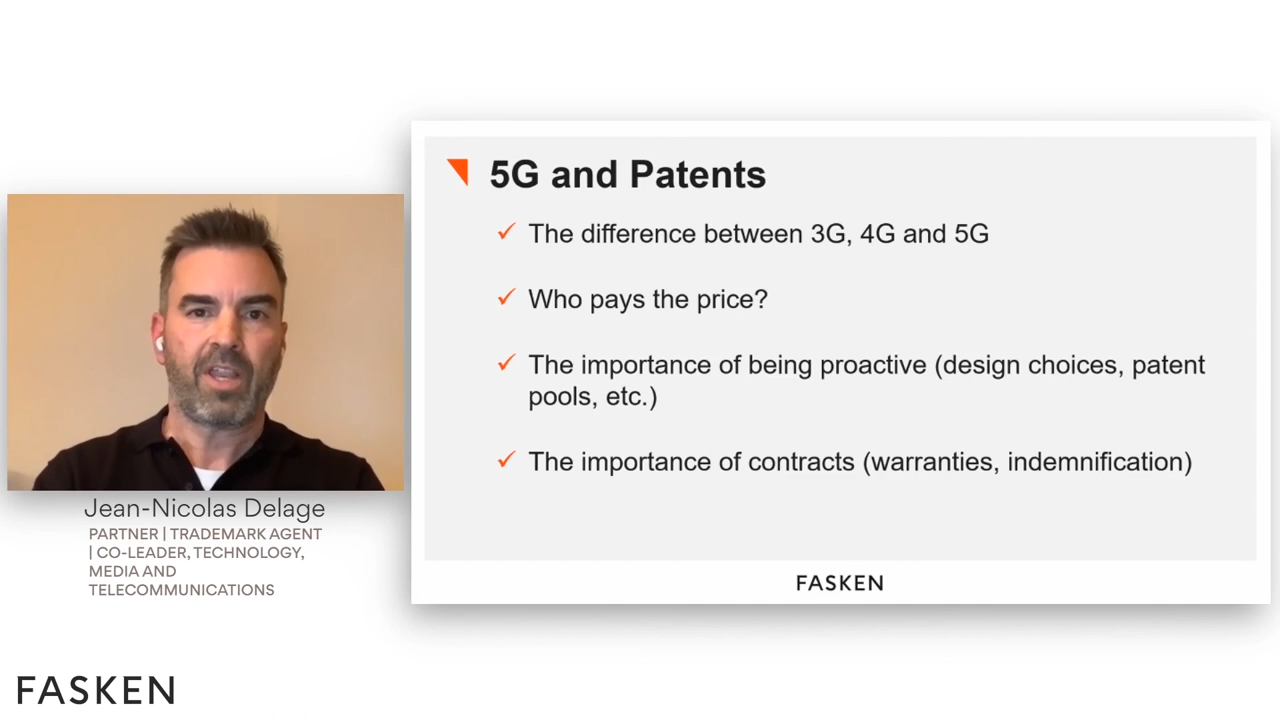 5G and Patents
The difference between 3G, 4G and 5G
Who pays the price?
The importance of being proactive (design choices, patent
pools, etc.)
The importance of contracts (warranties, indemnification)
FASKEN
Jean-Nicolas Delage
PARTNER | TRADEMARK AGENT
| CO-LEADER, TECHNOLOGY,
MEDIA AND
TELECOMMUNICATIONS
FASKEN